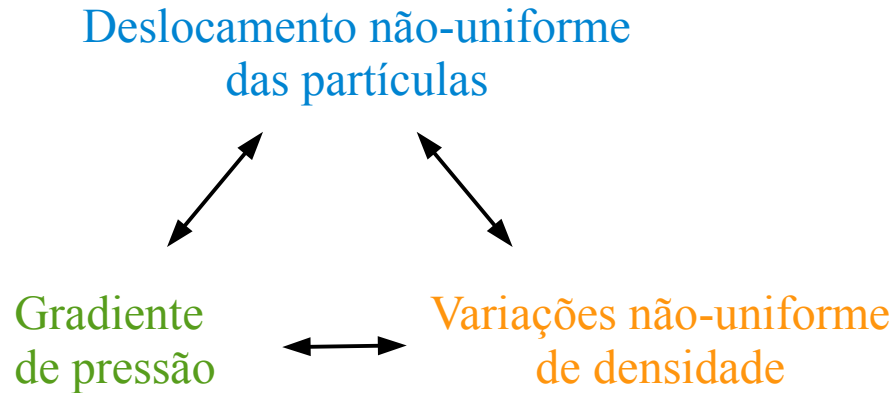 Deslocamento não-uniforme
das partículas
Gradiente
de pressão
Variações não-uniforme
de densidade